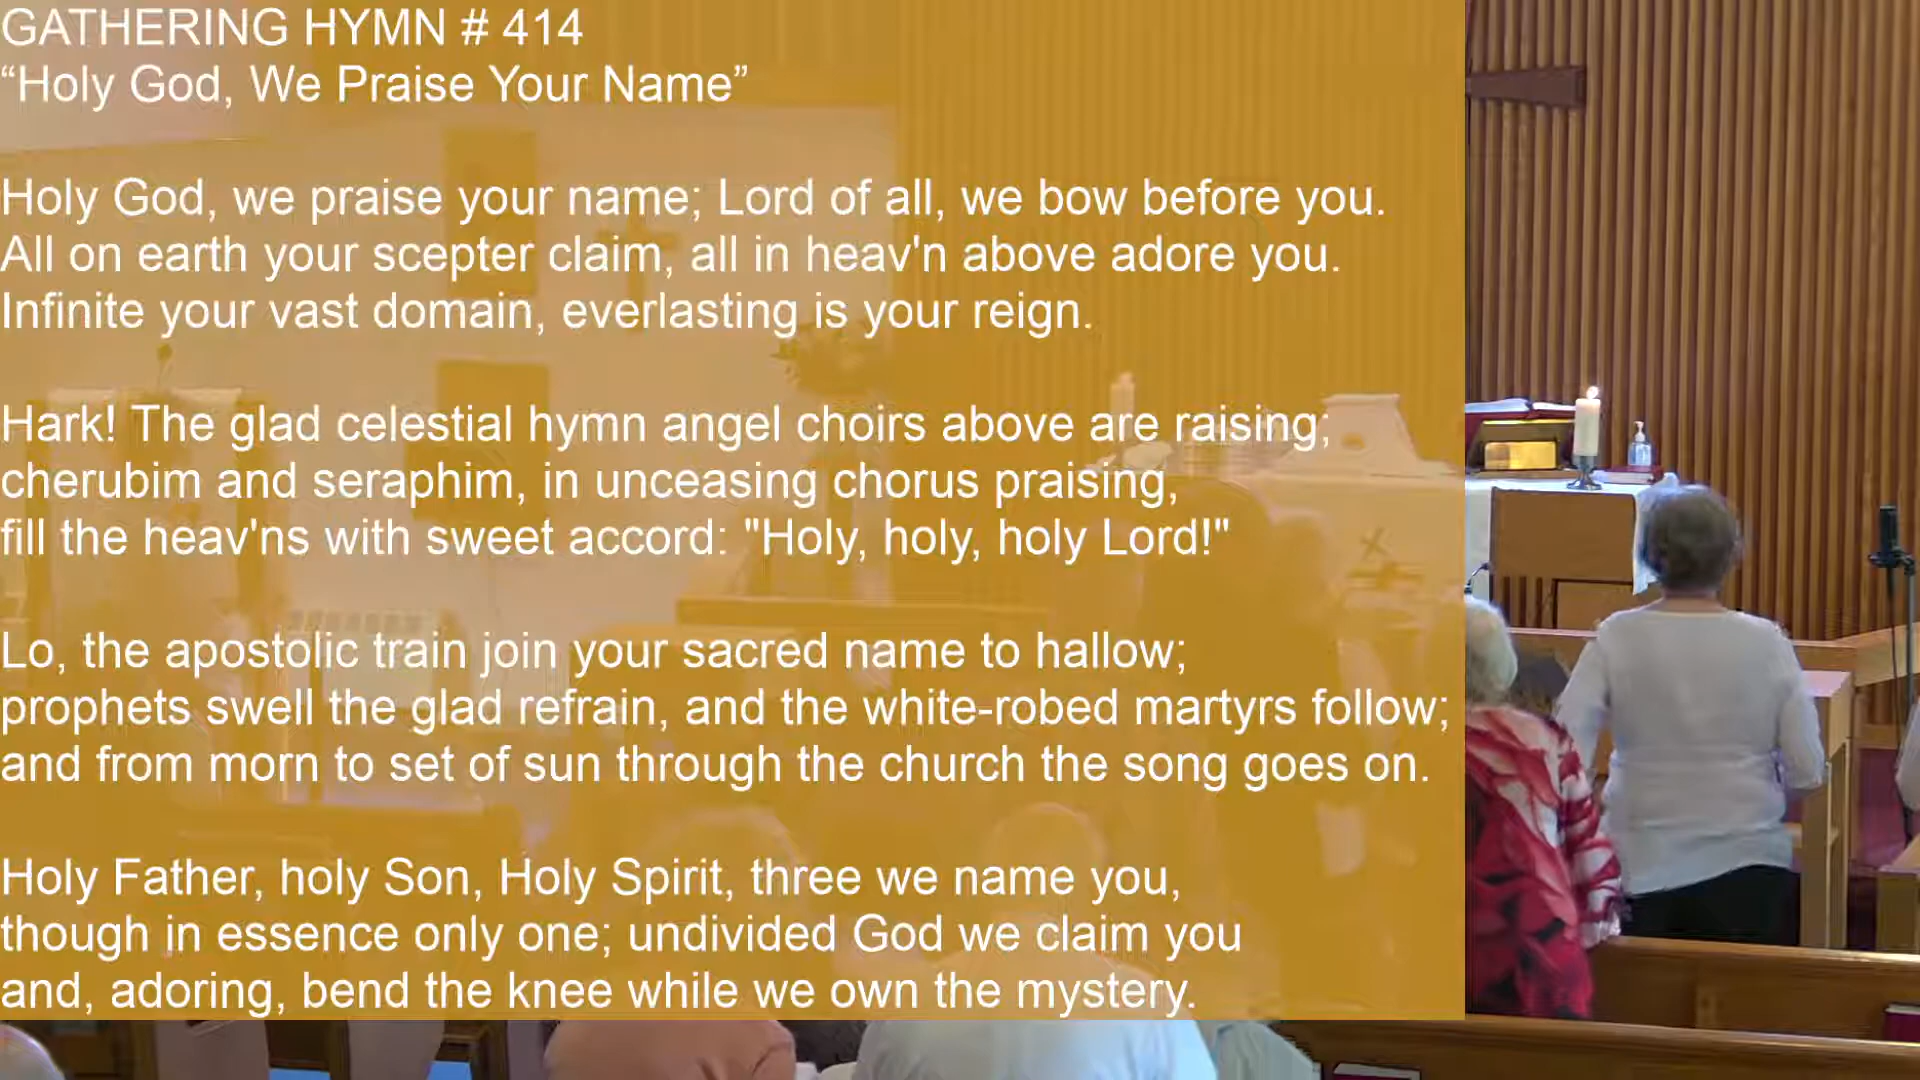 GATHERING HYMN # 414
“Holy God, We Praise Your Name”
Holy God, we praise your name; Lord of all, we bow before you.
All on earth your scepter claim, all in heav'n above adore you.
Infinite your vast domain, everlasting is your reign.
Hark! The glad celestial hymn angel choirs above are raising;
cherubim and seraphim, in unceasing chorus praising,
fill the heav'ns with sweet accord: "Holy, holy, holy Lord!"
Lo, the apostolic train join your sacred name to hallow;
prophets swell the glad refrain, and the white-robed martyrs follow;
and from morn to set of sun through the church the song goes on.
Holy Father, holy Son, Holy Spirit, three we name you,
though in essence only one; undivided God we claim you
and, adoring, bend the knee while we own the mystery.